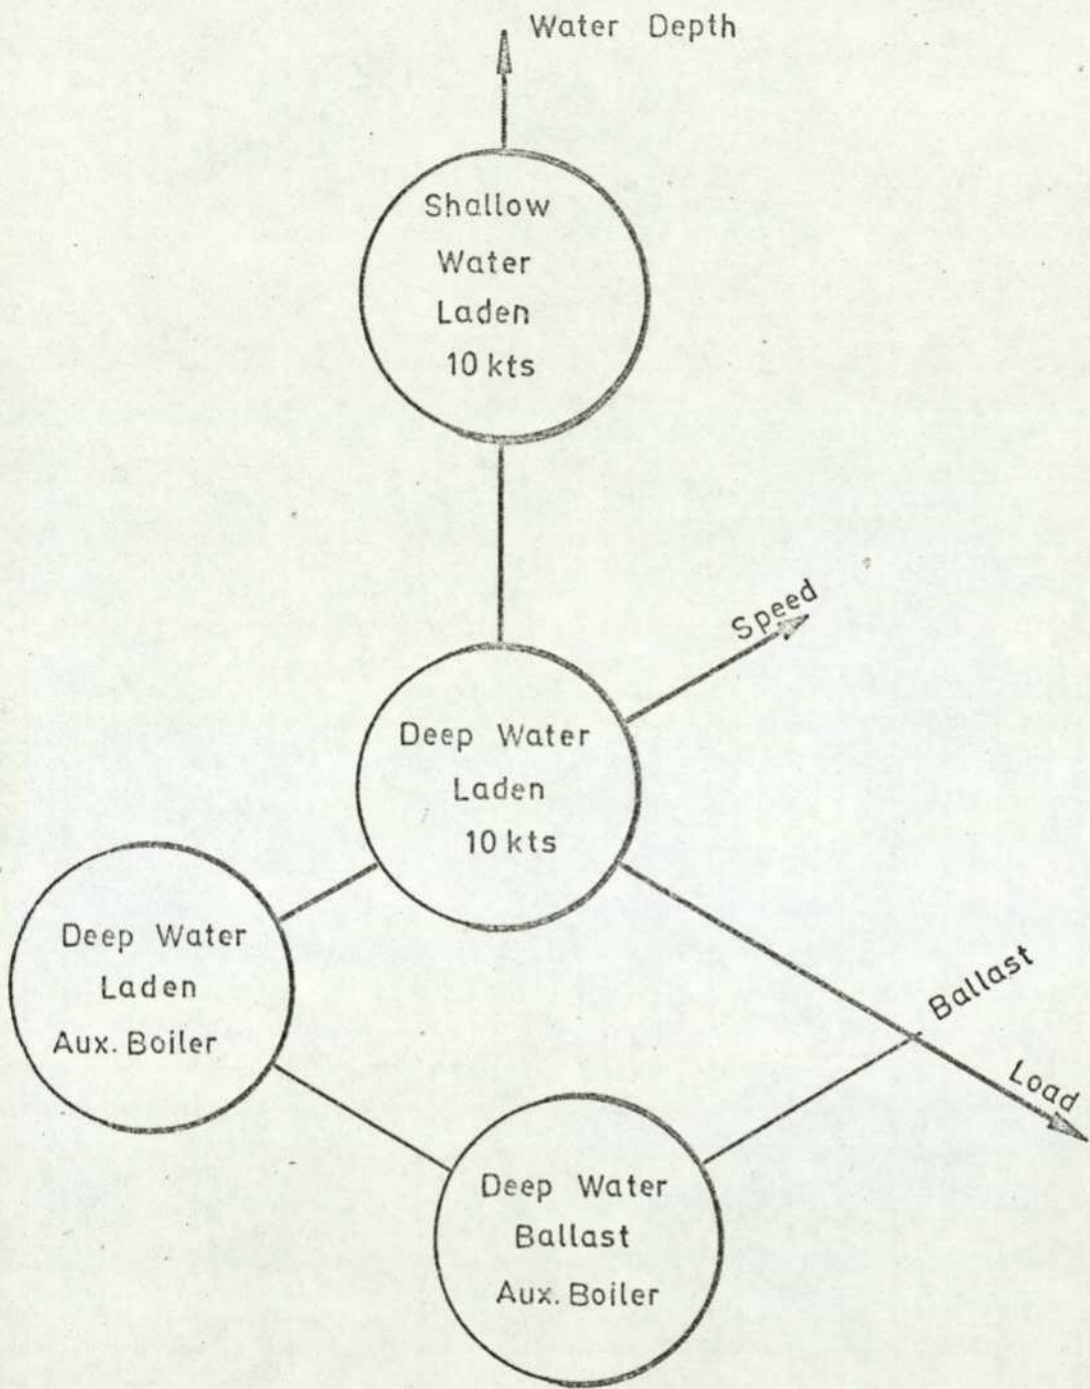 Water Depth
Shallow
Water
Laden
10 kts
Speed
Deep Water
Laden
10 kts
Deep Water
Laden
Aux. Boiler
Ballast
Load
Deep Water
Ballast
Aux. Boiler